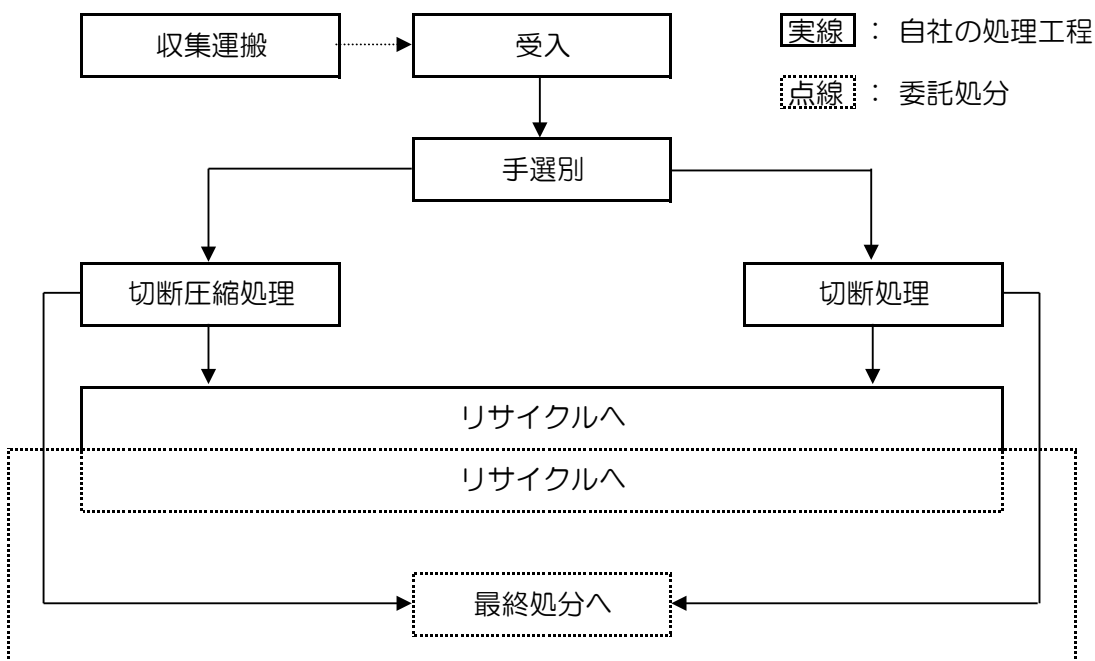 収集運搬
受入
実線 : 自社の処理工程
点線 : 委託処分
手選別
切断圧縮処理
切断処理
リサイクルへ
リサイクルへ
最終処分へ